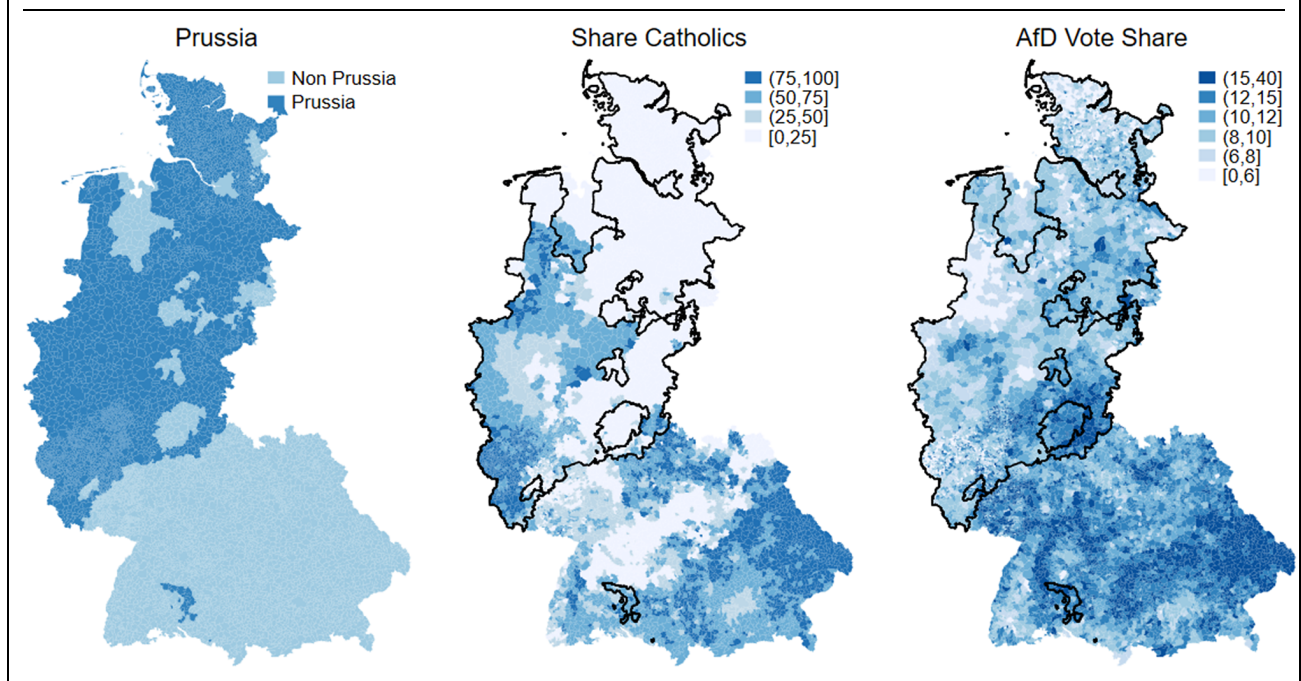 Prussia
Non Prussia
Prussia
Share Catholics
(75,100]
(50,75]
(25,50]
[0,25]
AfD Vote Share
(15,40]
(12,15]
(10,12]
(8,10]
(6,8]
[0,6]